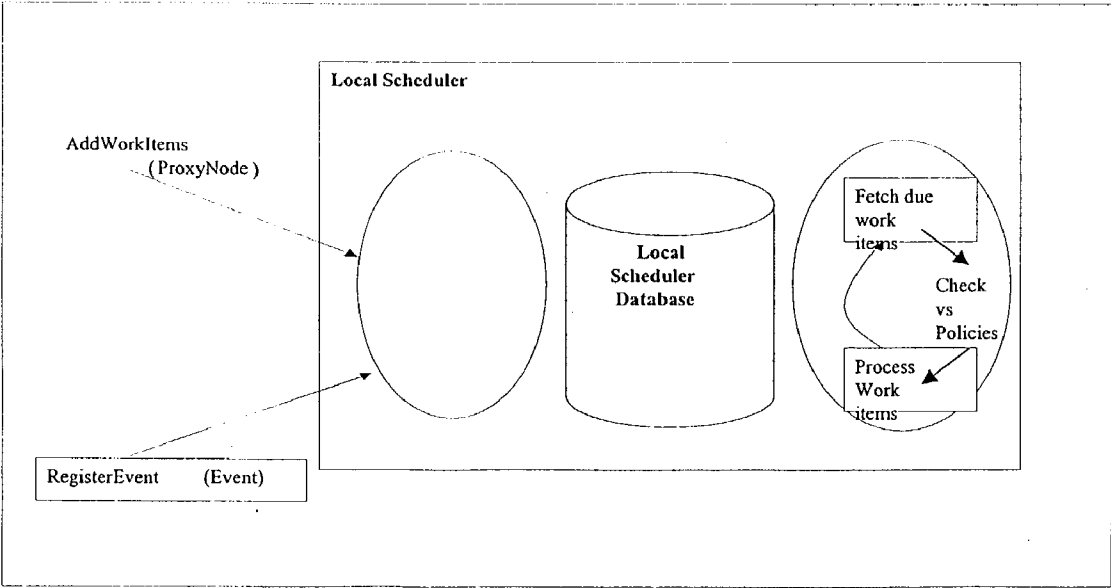 Local Scheduler
AddWorkItems
(ProxyNode)
Local
Scheduler
Database
Fetch due
work
items
Check
vs
Policies
Process
Work
items
RegisterEvent (Event)